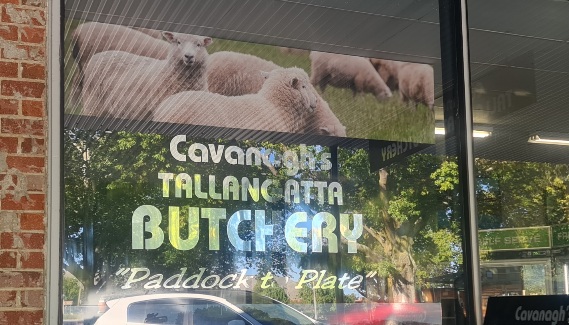 Cavanagh's
TALLANGATTA
BUTCHERY
"Paddock to Plate"
Cavanagh's